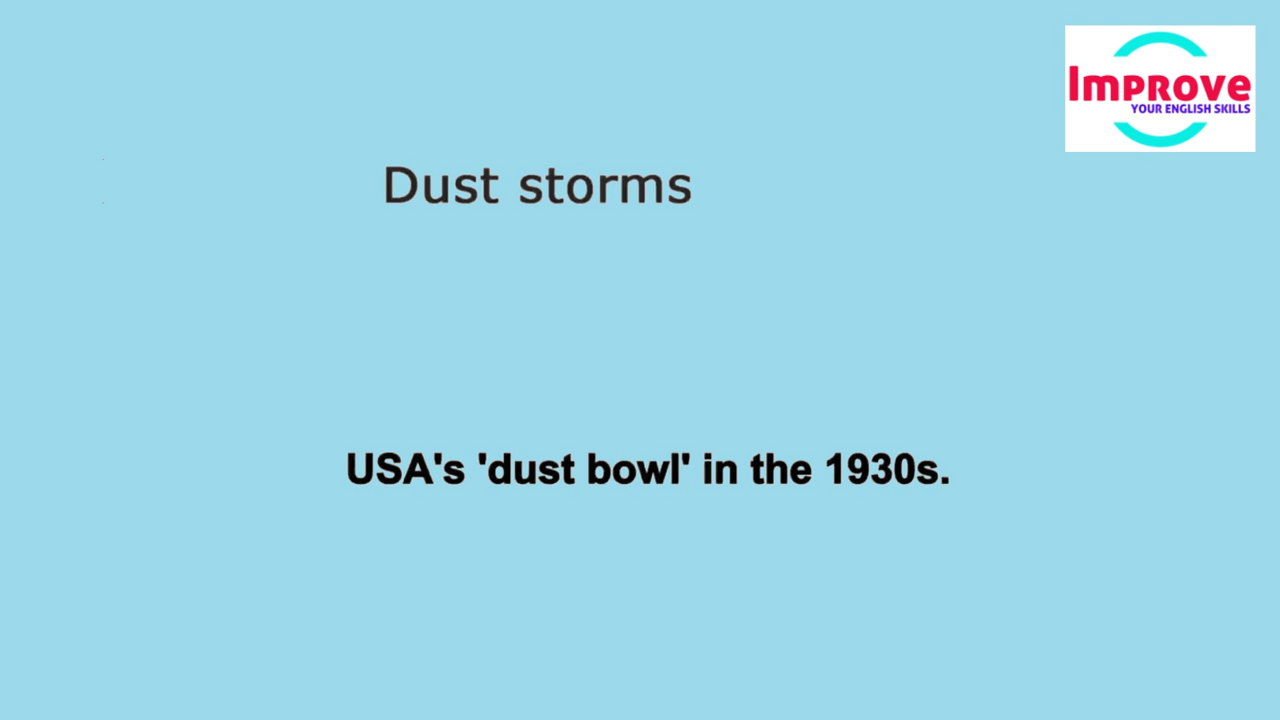 Improve
YOUR ENGLISH SKILLS
Dust storms
USA's 'dust bowl' in the 1930s.